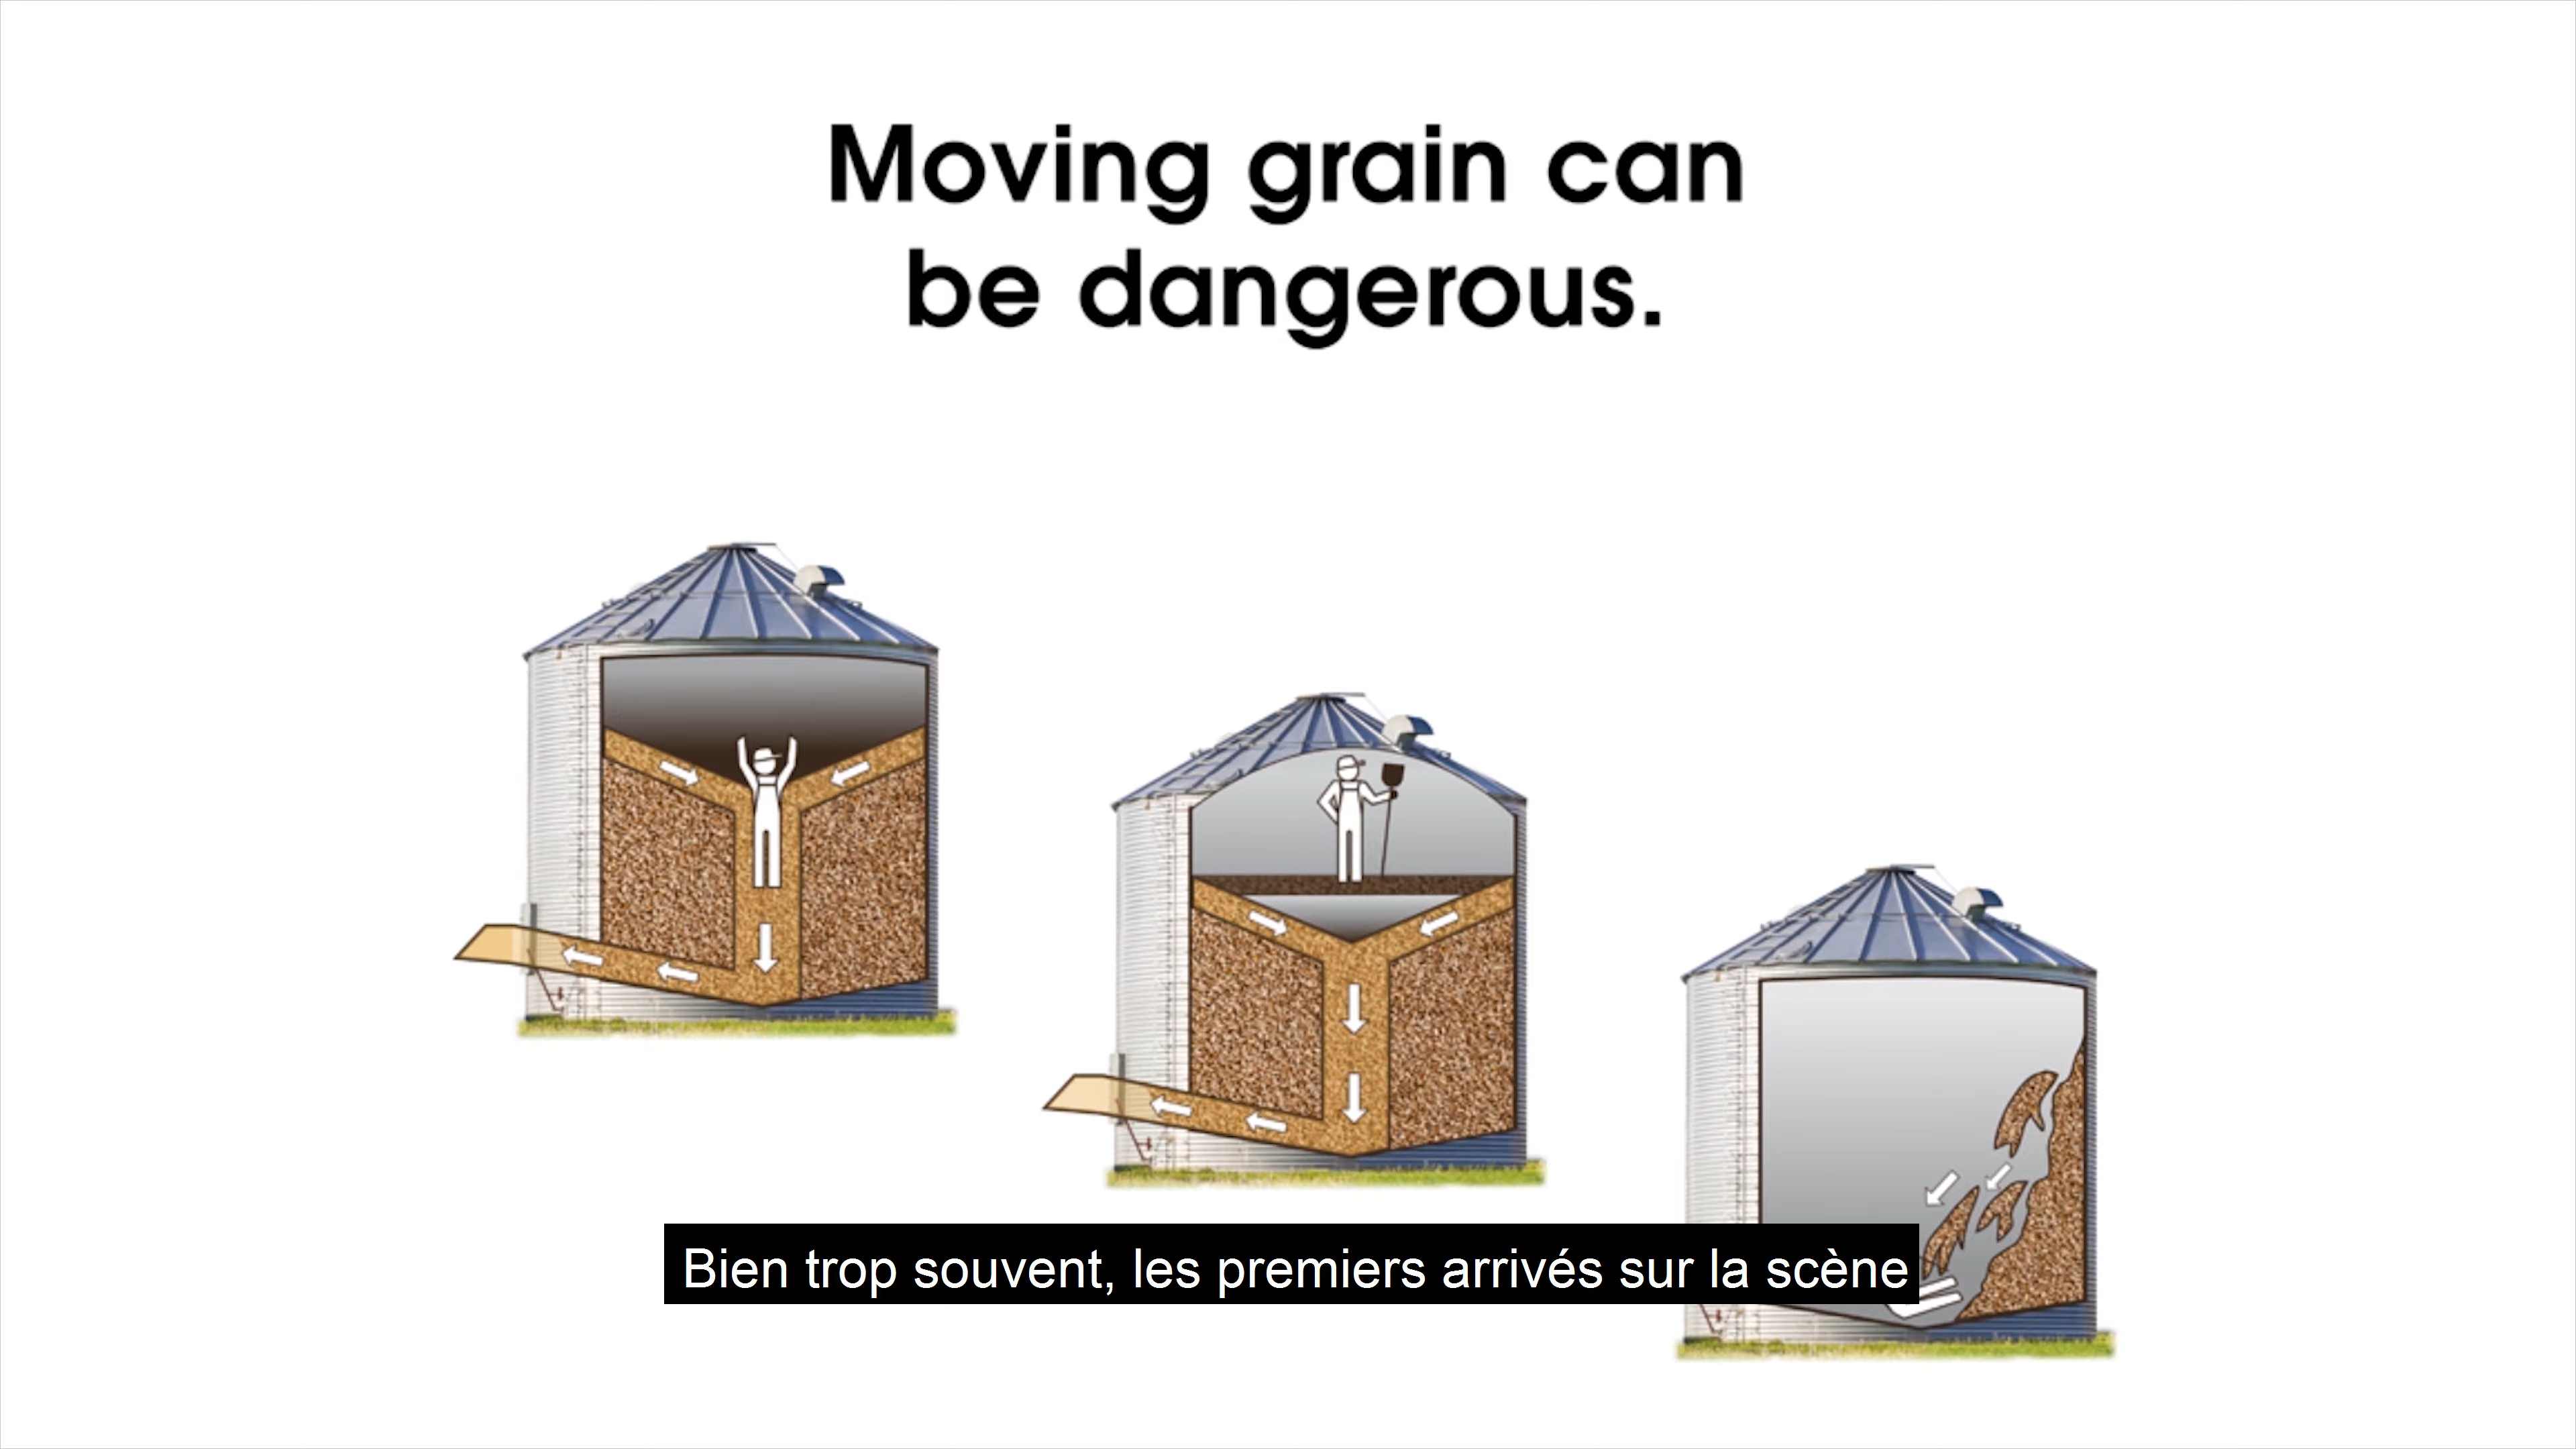 Moving grain can
be dangerous.
Bien trop souvent, les premiers arrivés sur la scène